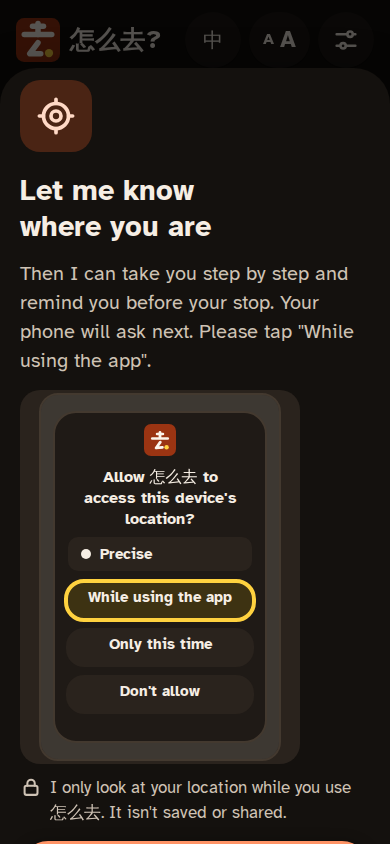 去
怎么去?
中
A A
Let me know
where you are
Then I can take you step by step and
remind you before your stop. Your
phone will ask next. Please tap "While
using the app".
去
Allow 怎么去 to
access this device's
location?
Precise
While using the app
Only this time
Don't allow
I only look at your location while you use
怎么去. It isn't saved or shared.